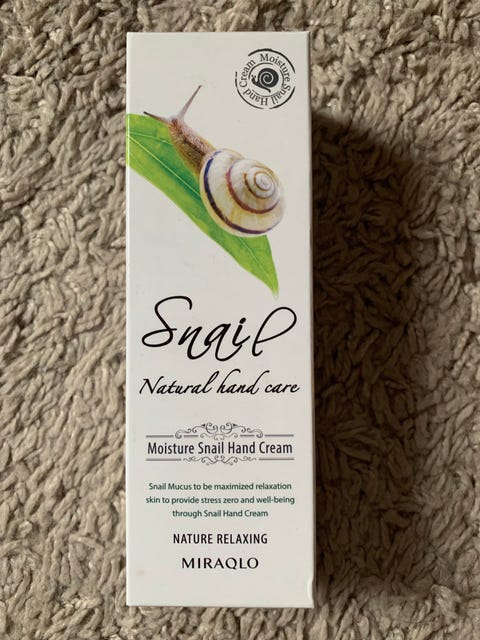 Moisture Snail Hand Cream
Snail
Natural hand care
Moisture Snail Hand Cream
Snail Mucus to be maximized relaxation
skin to provide stress zero and well-being
through Snail Hand Cream
NATURE RELAXING
MIRAQLO